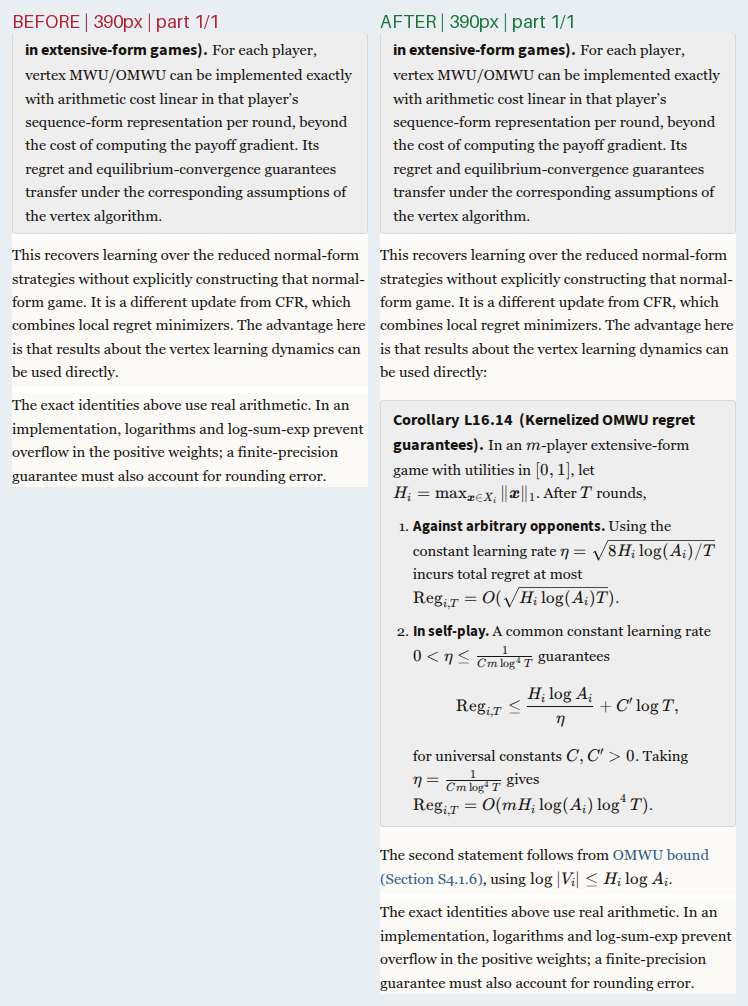 BEFORE | 390px | part 1/1
in extensive-form games). For each player,
vertex MWU/OMWU can be implemented exactly
with arithmetic cost linear in that player’s
sequence-form representation per round, beyond
the cost of computing the payoff gradient. Its
regret and equilibrium-convergence guarantees
transfer under the corresponding assumptions of
the vertex algorithm.
This recovers learning over the reduced normal-form
strategies without explicitly constructing that normal-
form game. It is a different update from CFR, which
combines local regret minimizers. The advantage here
is that results about the vertex learning dynamics can
be used directly.
The exact identities above use real arithmetic. In an
implementation, logarithms and log-sum-exp prevent
overflow in the positive weights; a finite-precision
guarantee must also account for rounding error.
AFTER | 390px | part 1/1
in extensive-form games). For each player,
vertex MWU/OMWU can be implemented exactly
with arithmetic cost linear in that player’s
sequence-form representation per round, beyond
the cost of computing the payoff gradient. Its
regret and equilibrium-convergence guarantees
transfer under the corresponding assumptions of
the vertex algorithm.
This recovers learning over the reduced normal-form
strategies without explicitly constructing that normal-
form game. It is a different update from CFR, which
combines local regret minimizers. The advantage here
is that results about the vertex learning dynamics can
be used directly:
Corollary L16.14 (Kernelized OMWU regret
guarantees). In an m-player extensive-form
game with utilities in [0, 1], let
H_i = max_{x∈X_i} ‖x‖_1. After T rounds,
1. Against arbitrary opponents. Using the
constant learning rate η = √(8H_i log(A_i)/T)
incurs total regret at most
Reg_{i,T} = O(√(H_i log(A_i)T)).
2. In self-play. A common constant learning rate
0 < η ≤ 1/(Cm log^4 T) guarantees
Reg_{i,T} ≤ (H_i log A_i)/η + C′ log T,
for universal constants C, C′ > 0. Taking
η = 1/(Cm log^4 T) gives
Reg_{i,T} = O(mH_i log(A_i) log^4 T).
The second statement follows from OMWU bound
(Section S4.1.6), using log |V_i| ≤ H_i log A_i.
The exact identities above use real arithmetic. In an
implementation, logarithms and log-sum-exp prevent
overflow in the positive weights; a finite-precision
guarantee must also account for rounding error.